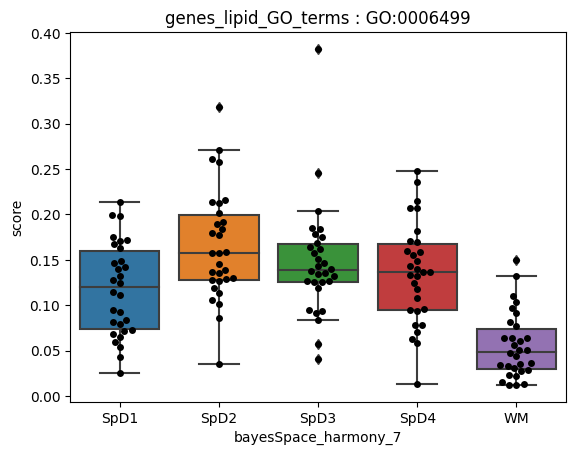 genes_lipid_GO_terms : GO:0006499
0.40
0.35
0.30
0.25
0.20
0.15
0.10
0.05
0.00
score
SpD1 SpD2 SpD3 SpD4 WM
bayesSpace_harmony_7